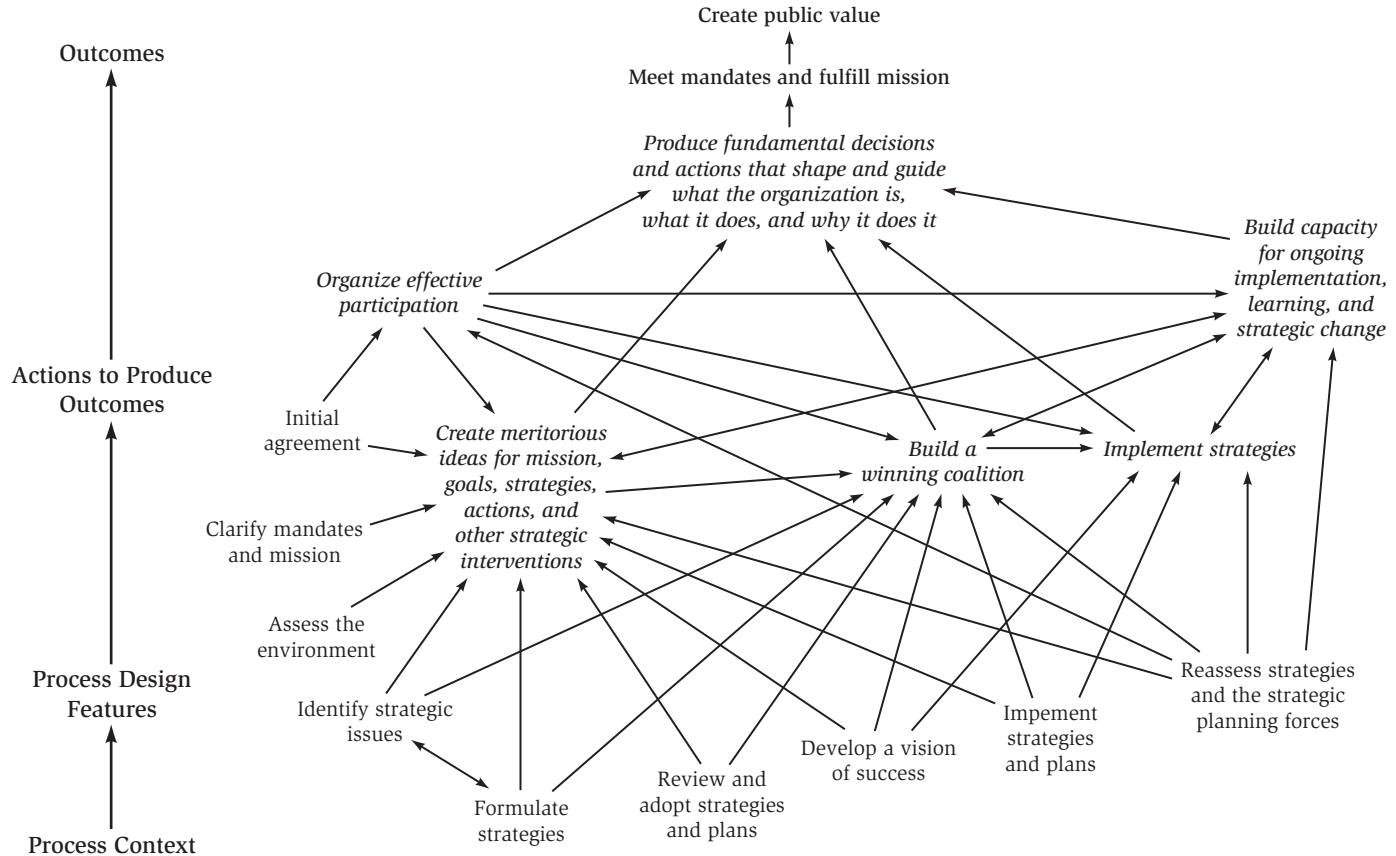 Create public value
Outcomes
Meet mandates and fulfill mission
Produce fundamental decisions
and actions that shape and guide
what the organization is,
what it does, and why it does it
Build capacity
for ongoing
implementation,
learning, and
strategic change
Organize effective
participation
Actions to Produce
Outcomes
Initial
agreement
Create meritorious
ideas for mission,
goals, strategies,
actions, and
other strategic
interventions
Build a
winning coalition
Implement strategies
Clarify mandates
and mission
Assess the
environment
Process Design
Features
Identify strategic
issues
Formulate
strategies
Review and
adopt strategies
and plans
Develop a vision
of success
Impement
strategies
and plans
Reassess strategies
and the strategic
planning forces
Process Context